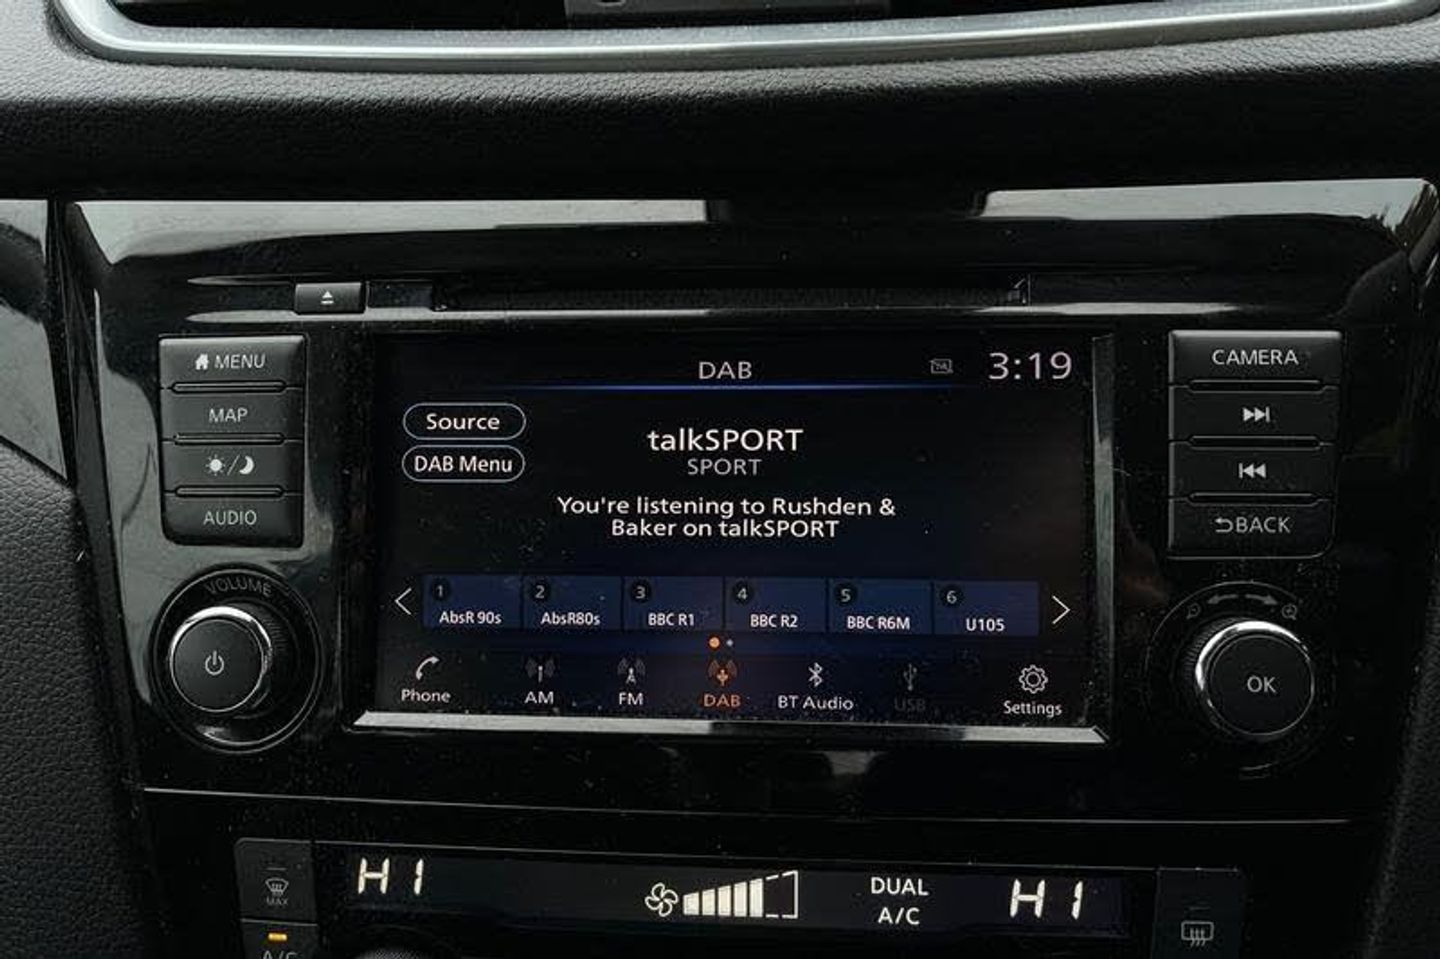 MENU
MAP
AUDIO
VOLUME
DAB
3:19
Source
DAB Menu
talkSPORT
SPORT
You're listening to Rushden &
Baker on talkSPORT
1
AbsR 90s
2
AbsR80s
3
BBC R1
4
BBC R2
5
BBC R6M
6
U105
Phone
AM
FM
DAB
BT Audio
USB
Settings
CAMERA
BACK
OK
MAX
A/C
HI
DUAL
A/C
HI